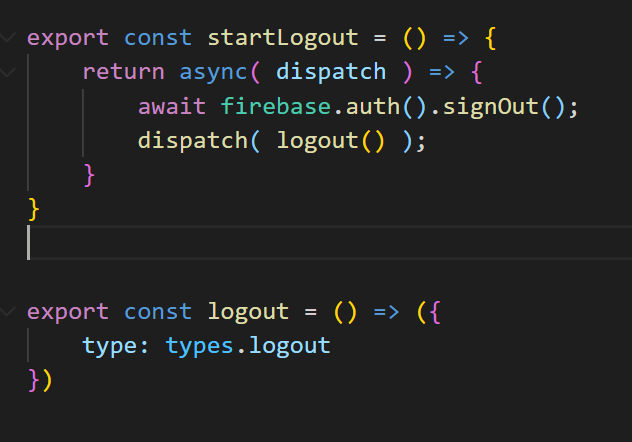 export const startLogout = () => {
    return async( dispatch ) => {
        await firebase.auth().signOut();
        dispatch( logout() );
    }
}
export const logout = () => ({
    type: types.logout
})